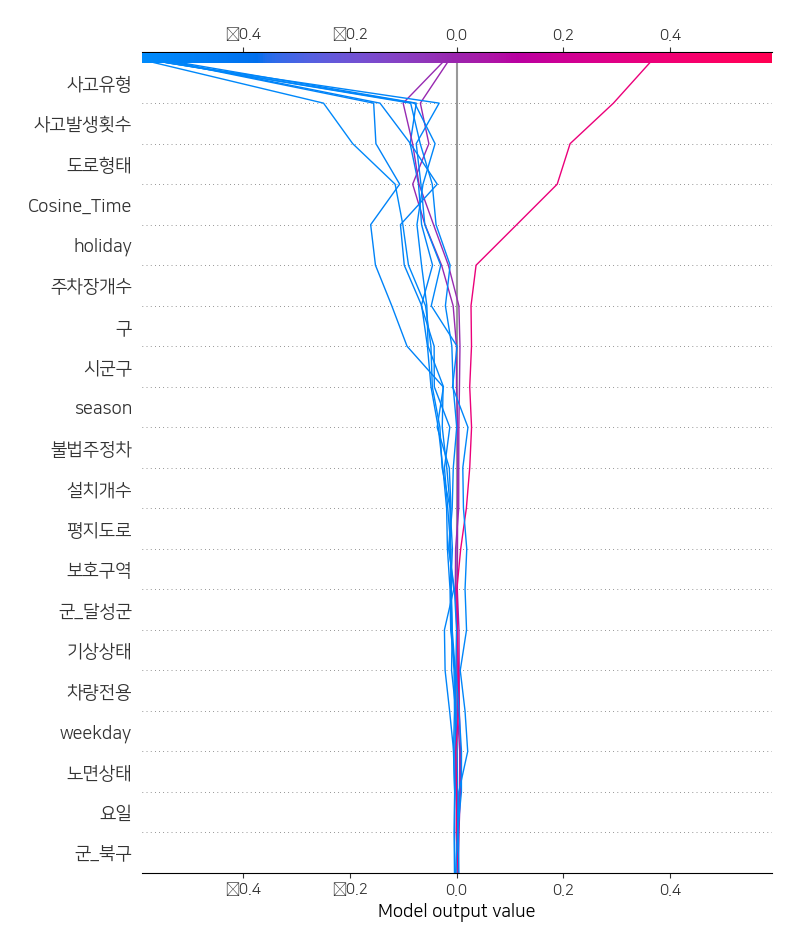 0.4 0.2 0.0 0.2 0.4
사고유형
사고발생횟수
도로형태
Cosine_Time
holiday
주차장개수
구
시군구
season
불법주정차
설치개수
평지도로
보호구역
군_달성군
기상상태
차량전용
weekday
노면상태
요일
군_북구
0.4 0.2 0.0 0.2 0.4
Model output value